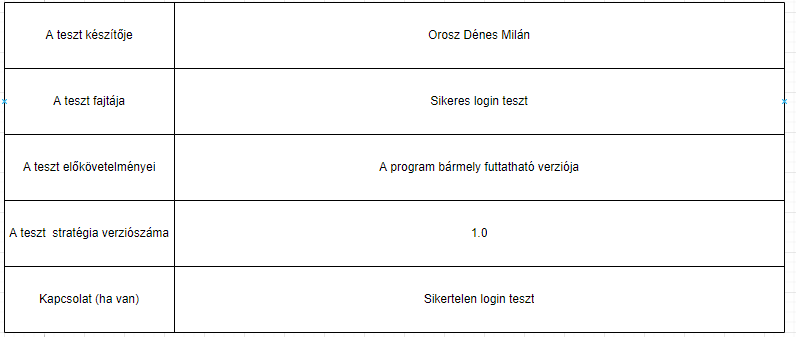 A teszt készítője
Orosz Dénes Milán
A teszt fajtája
Sikeres login teszt
A teszt előkövetelményei
A program bármely futtatható verziója
A teszt  stratégia verziószáma
1.0
Kapcsolat (ha van)
Sikertelen login teszt